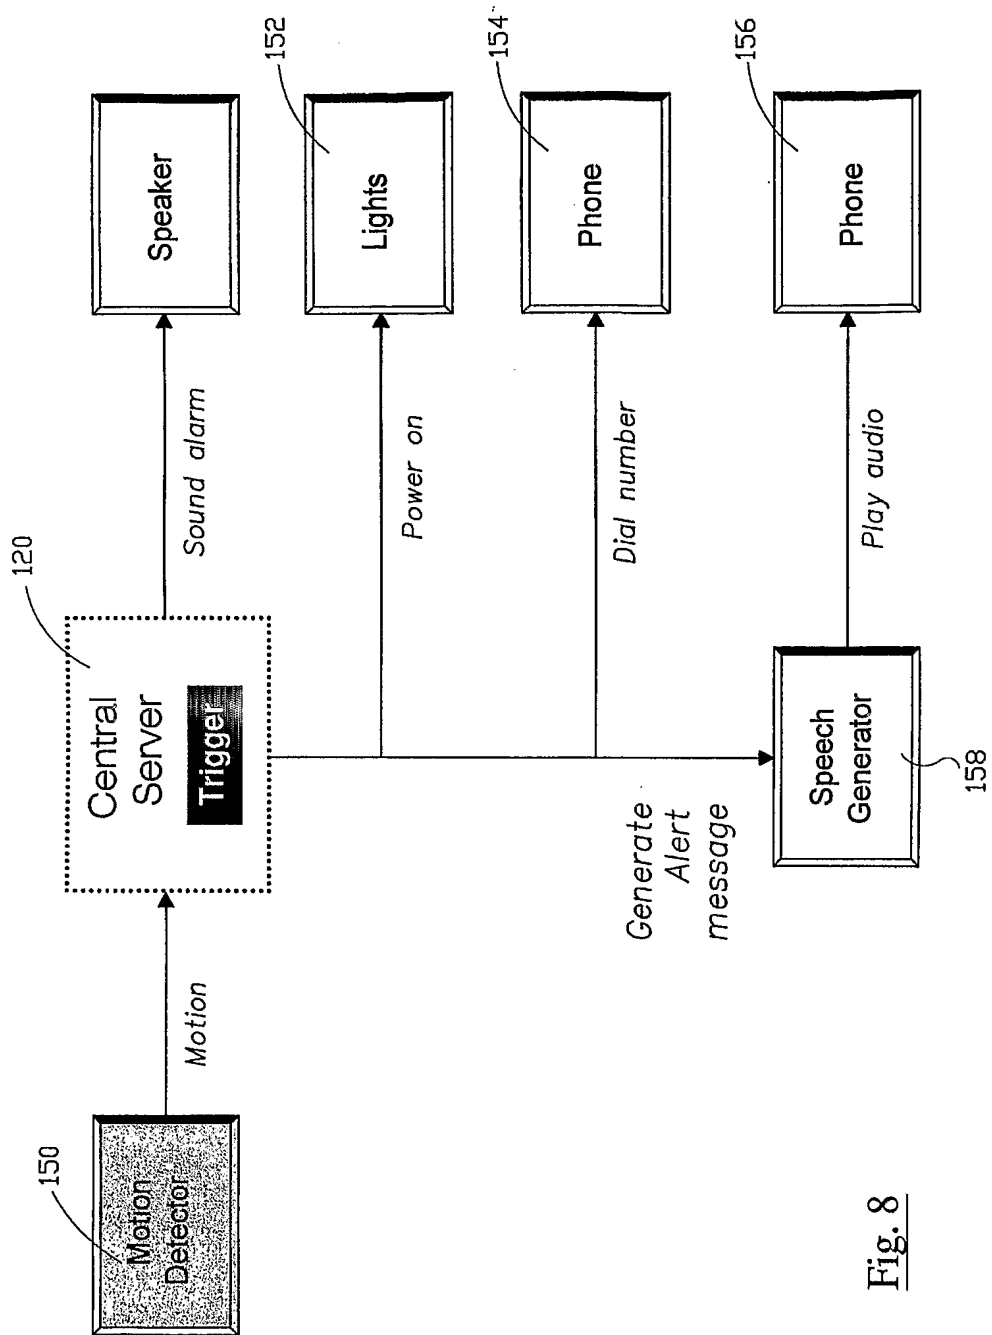 150
Motion
Detector
Motion
120
Central
Server
Trigger
Sound alarm
Speaker
Power on
Lights
152
Dial number
Phone
154
Generate
Alert
message
Speech
Generator
158
Play audio
Phone
156
Fig. 8